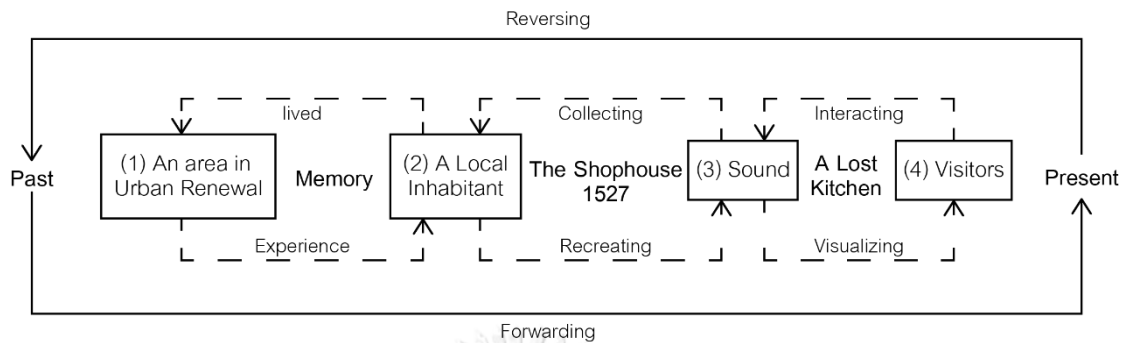 Reversing
lived
Collecting
Interacting
(1) An area in
Urban Renewal
Memory
(2) A Local
Inhabitant
The Shophouse
1527
(3) Sound
A Lost
Kitchen
(4) Visitors
Past
Present
Experience
Recreating
Visualizing
Forwarding